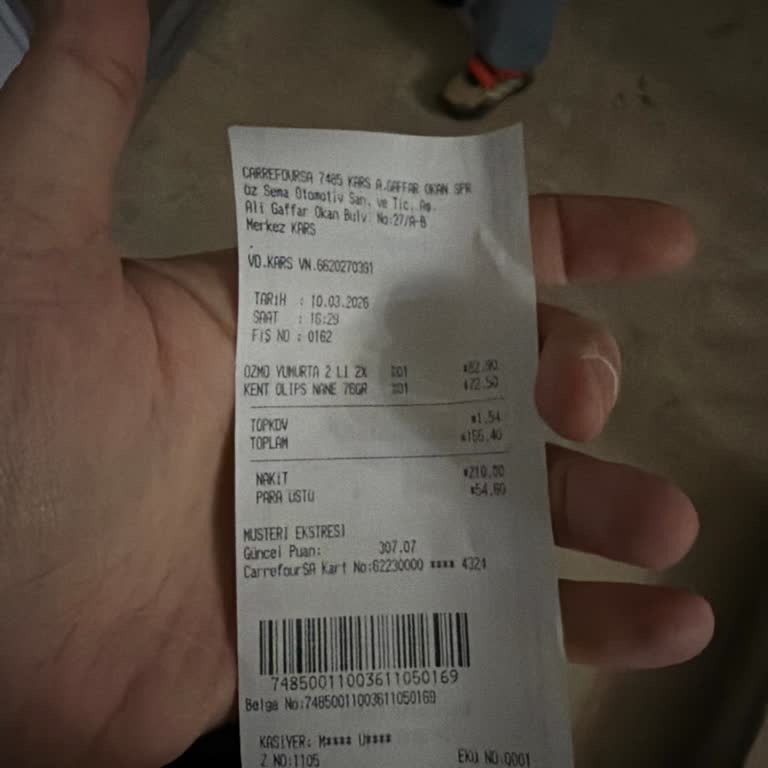 CARREFOURSA 7485 KARS A.GAFFAR OKAN SPR
Öz Sema Otomotiv San. ve Tic. Aş.
Ali Gaffar Okan Bulv. No:27/A-B
Merkez KARS
VD.KARS VN.6620270391
TARİH : 10.03.2026
SAAT : 16:29
FİŞ NO : 0162
OZMO YUMURTA 2 Lİ 2X %01 *82,90
KENT OLIPS NANE 76GR %01 *72,50
TOPKDV *1,54
TOPLAM *155,40
NAKİT *210,00
PARA ÜSTÜ *54,60
MÜŞTERİ EKSTRESİ
Güncel Puan: 307.07
CarrefourSA Kart No:62230000 **** 4324
74850011003611050169
Belge No:74850011003611050169
KASİYER: M**** U****
Z NO:1105 EKÜ NO:0001